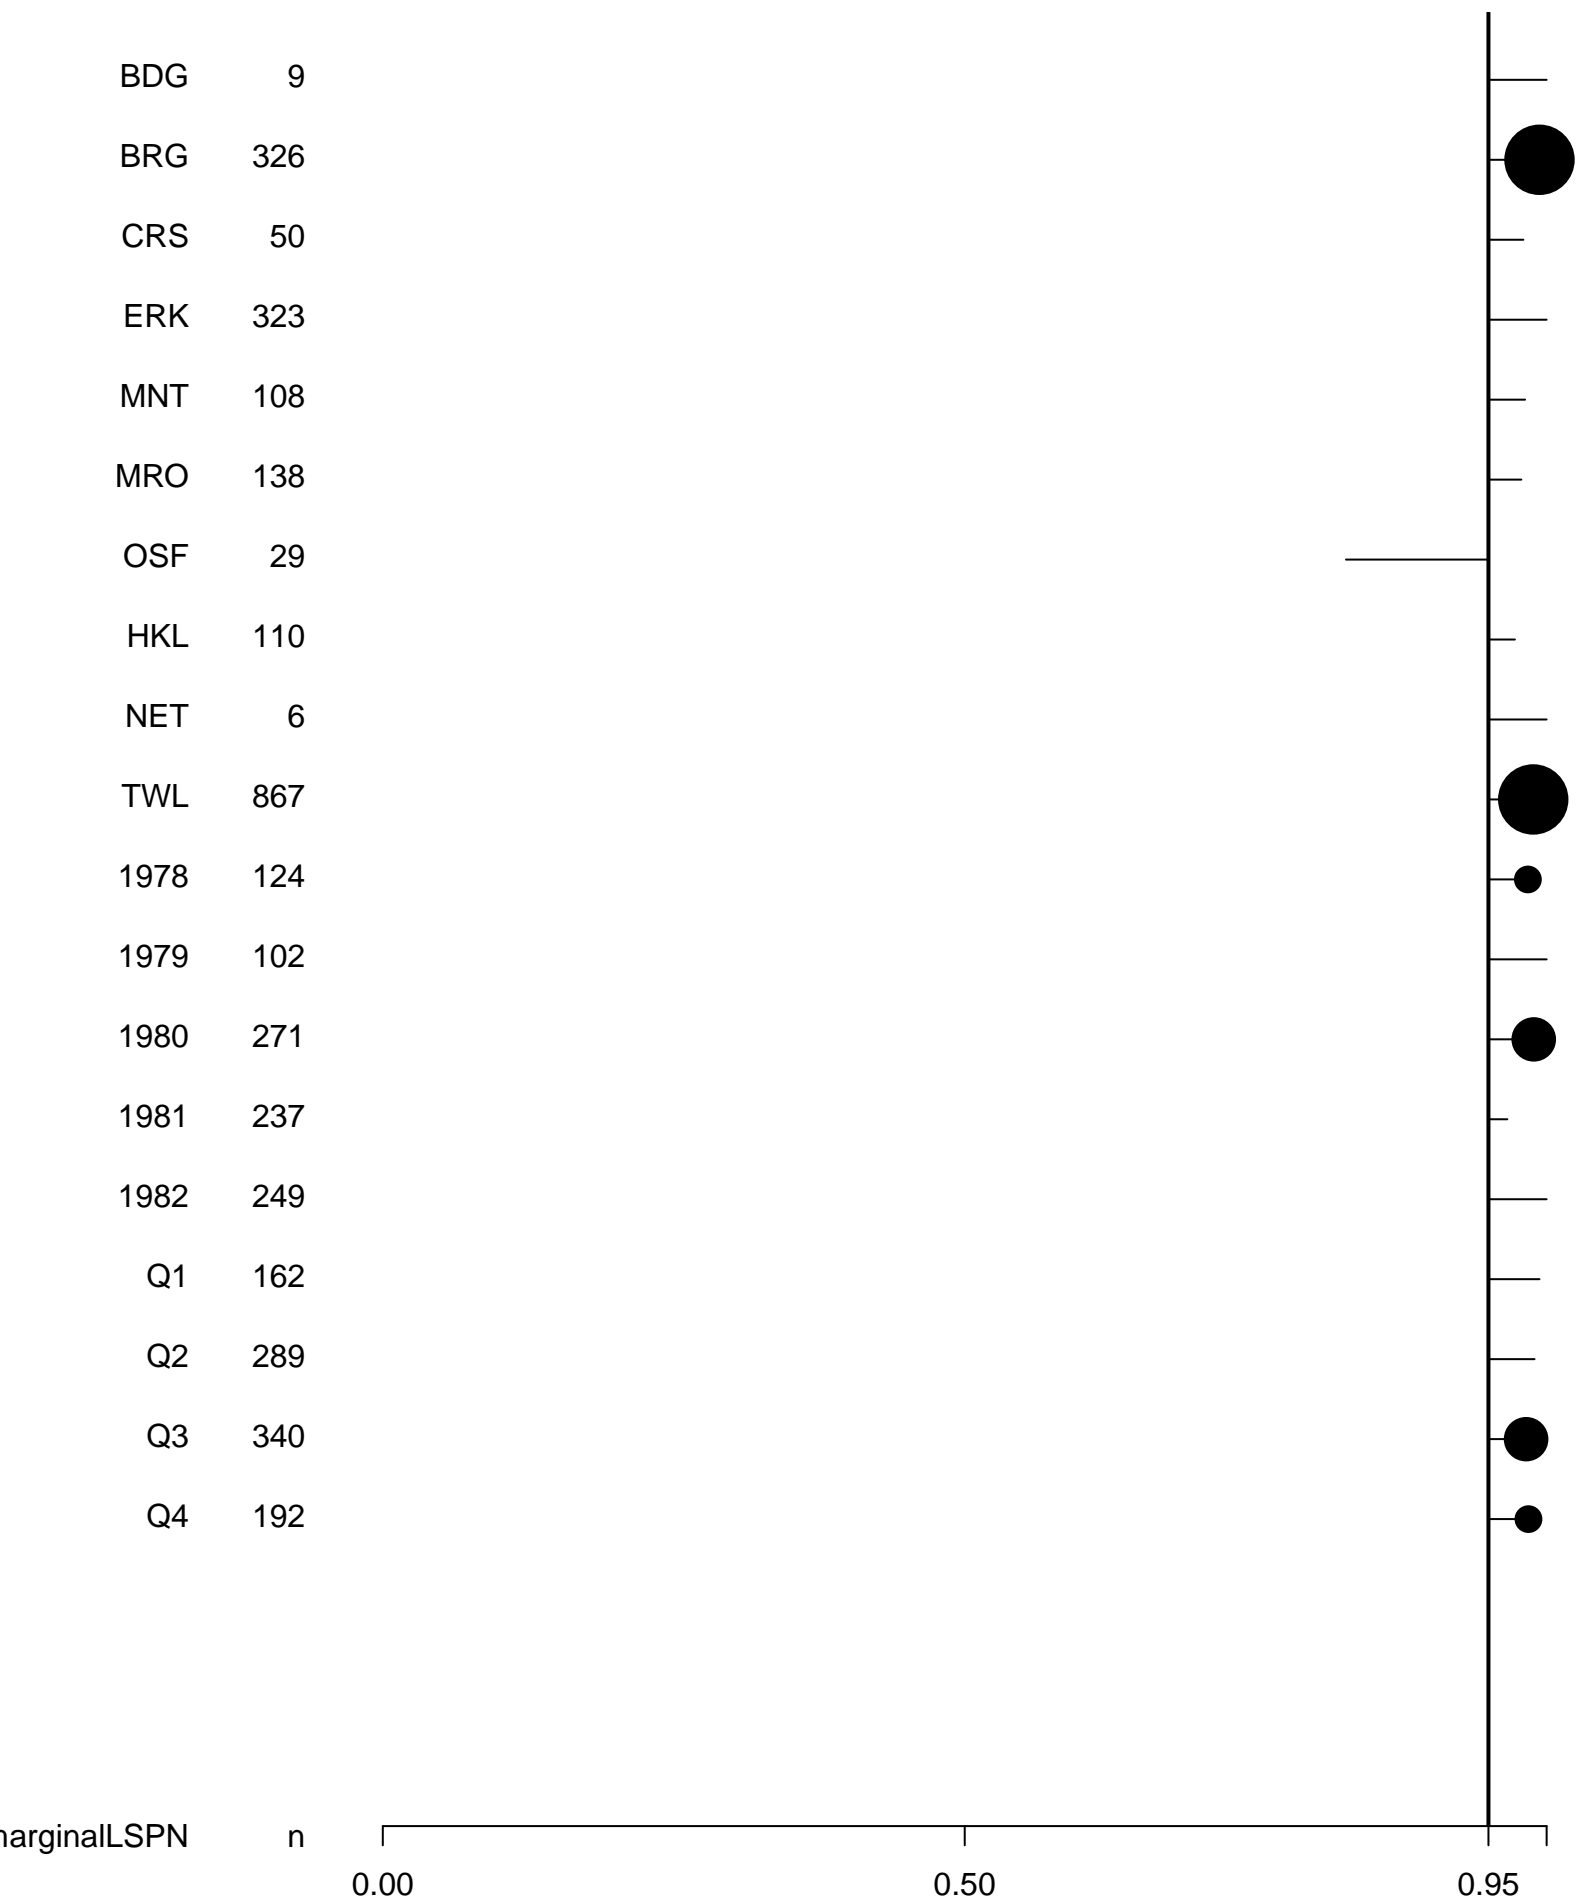 BDG 9
BRG 326
CRS 50
ERK 323
MNT 108
MRO 138
OSF 29
HKL 110
NET 6
TWL 867
1978 124
1979 102
1980 271
1981 237
1982 249
Q1 162
Q2 289
Q3 340
Q4 192
arginalLSPN n
0.00 0.50 0.95